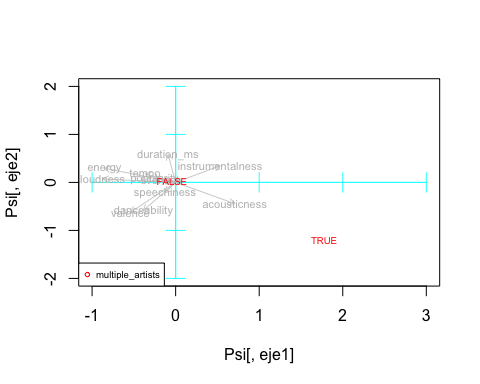 2
1
0
-1
-2
Psi[, eje2]
duration_ms
instrumentalness
energy
tempo
loudness
FALSE
speechiness
acousticness
danceability
valence
TRUE
multiple_artists
-1
0
1
2
3
Psi[, eje1]